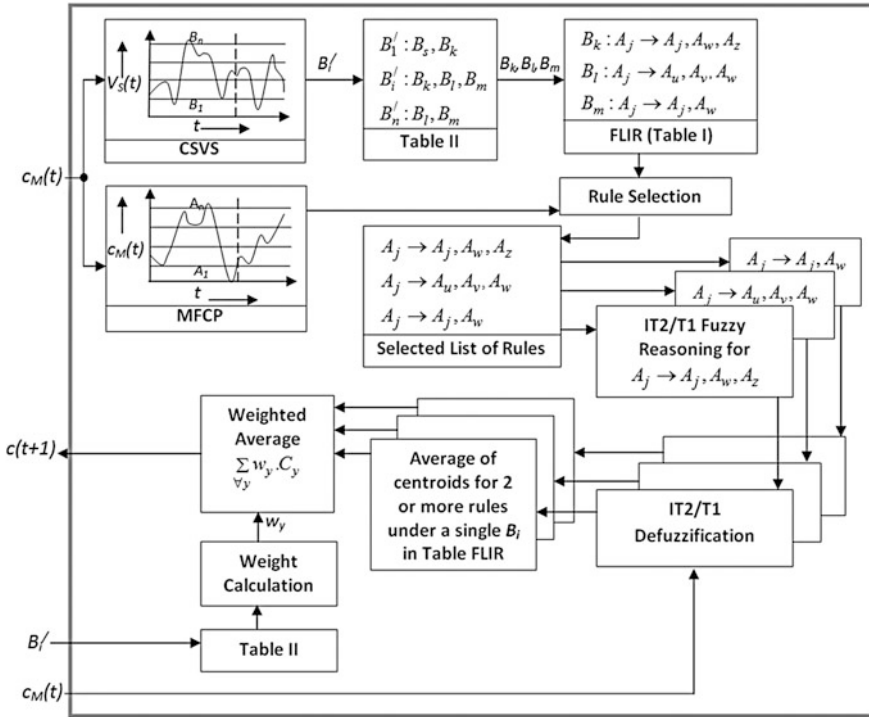 B_n
V_S(t)
B_1
t
CSVS
B_i^/
B_1^/ : B_s, B_k
B_i^/ : B_k, B_l, B_m
B_n^/ : B_l, B_m
Table II
B_k, B_l, B_m
B_k : A_j → A_j, A_w, A_z
B_l : A_j → A_u, A_v, A_w
B_m : A_j → A_j, A_w
FLIR (Table I)
c_M(t)
Rule Selection
A_n
c_M(t)
A_1
t
MFCP
A_j → A_j, A_w, A_z
A_j → A_u, A_v, A_w
A_j → A_j, A_w
Selected List of Rules
A_j → A_j, A_w
A_j → A_u, A_v, A_w
IT2/T1 Fuzzy
Reasoning for
A_j → A_j, A_w, A_z
c(t+1)
Weighted
Average
∑ w_y.C_y
∀y
w_y
Average of
centroids for 2
or more rules
under a single B_i
in Table FLIR
IT2/T1
Defuzzification
Weight
Calculation
B_i^/
Table II
c_M(t)